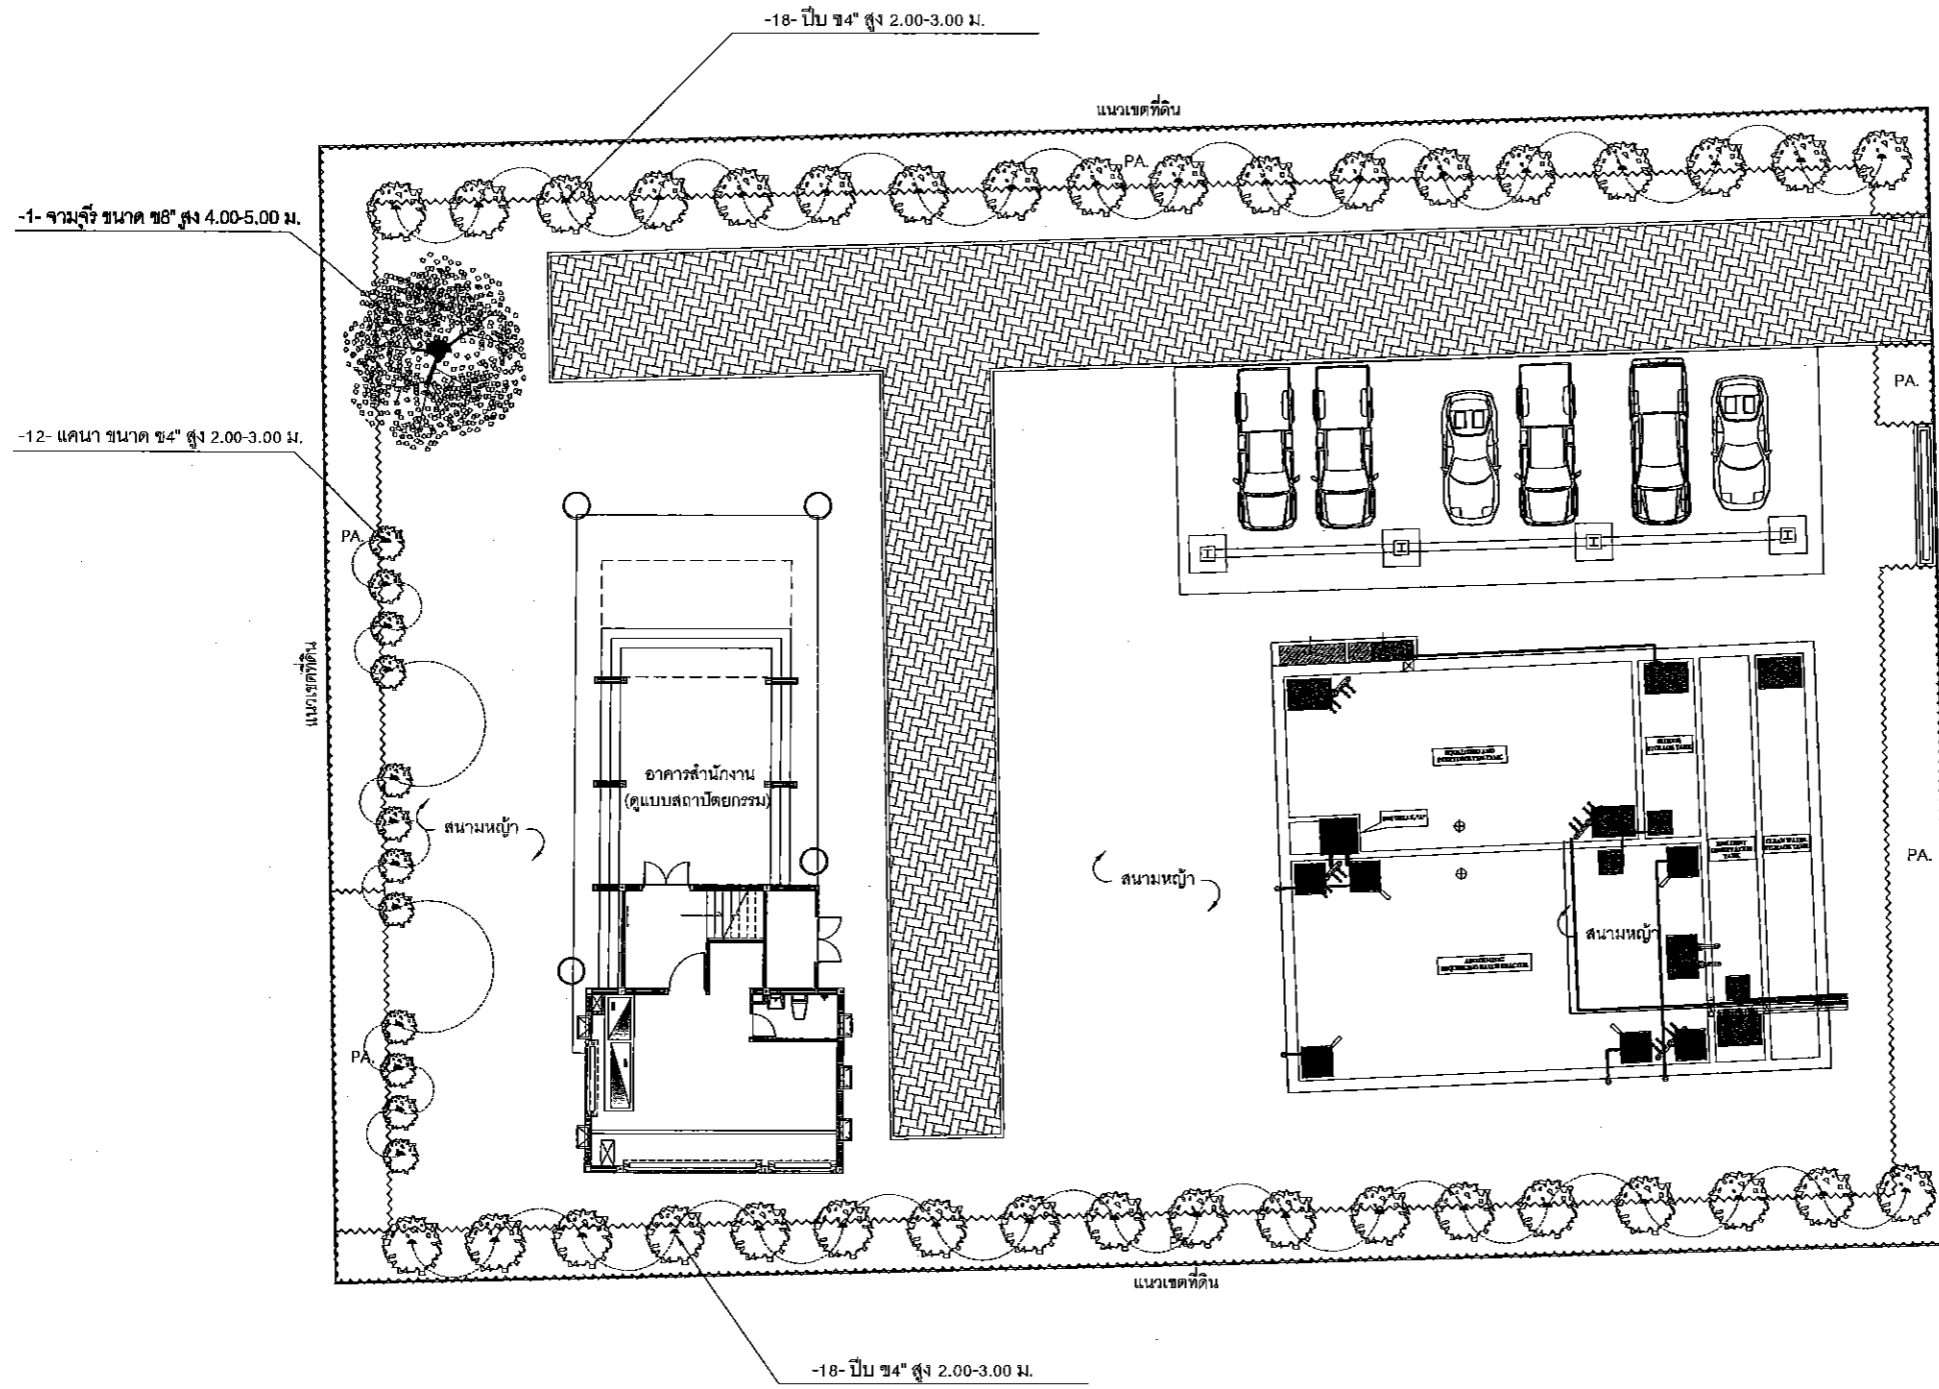 -18- ปีบ ฃ4" สูง 2.00-3.00 ม.
แนวเขตที่ดิน
PA.
-1- จามจุรี ขนาด ฃ8" สูง 4.00-5.00 ม.
PA.
-12- แคนา ขนาด ฃ4" สูง 2.00-3.00 ม.
PA.
แนวเขตที่ดิน
อาคารสำนักงาน
(ดูแบบสถาปัตยกรรม)
สนามหญ้า
สนามหญ้า
PA.
สนามหญ้า
PA.
PA.
แนวเขตที่ดิน
-18- ปีบ ฃ4" สูง 2.00-3.00 ม.